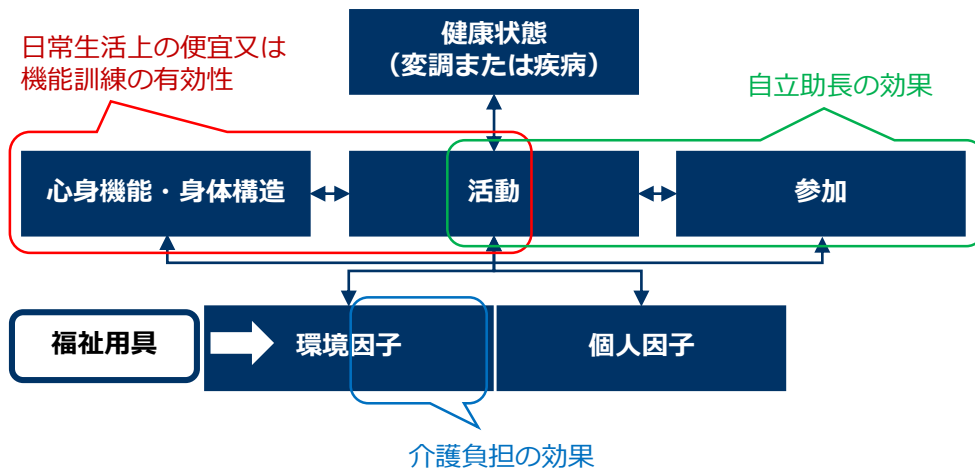 日常生活上の便宜又は
機能訓練の有効性
健康状態
（変調または疾病）
自立助長の効果
心身機能・身体構造
活動
参加
福祉用具
環境因子
個人因子
介護負担の効果